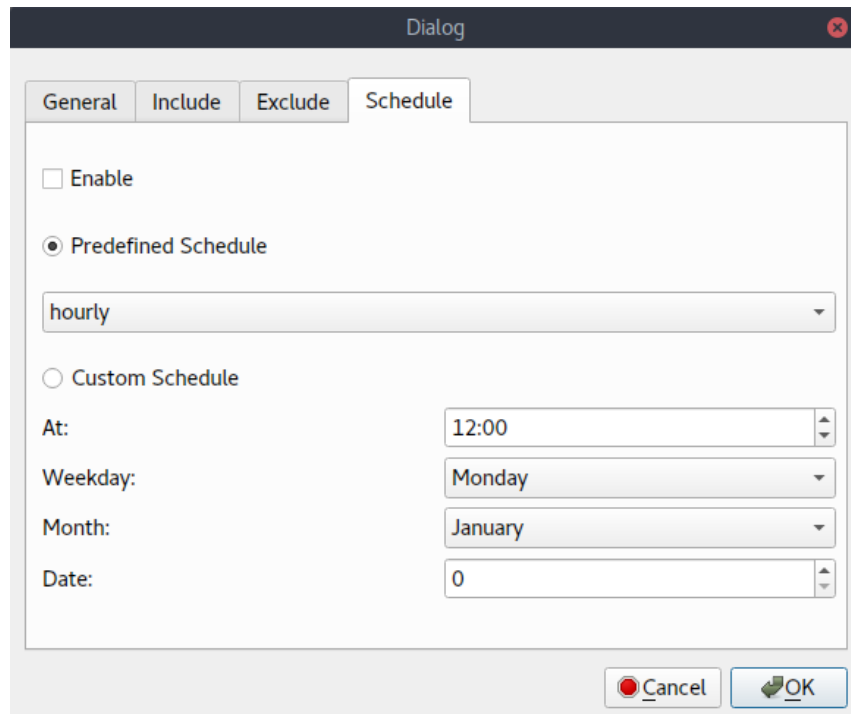 Dialog
General Include Exclude Schedule
Enable
Predefined Schedule
hourly
Custom Schedule
At: 12:00
Weekday: Monday
Month: January
Date: 0
Cancel OK